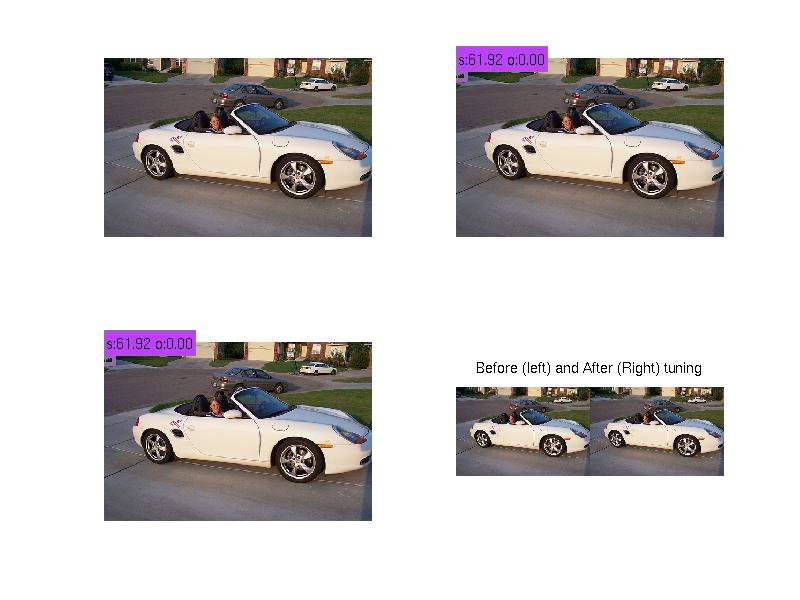 s:61.92 o:0.00
s:61.92 o:0.00
Before (left) and After (Right) tuning